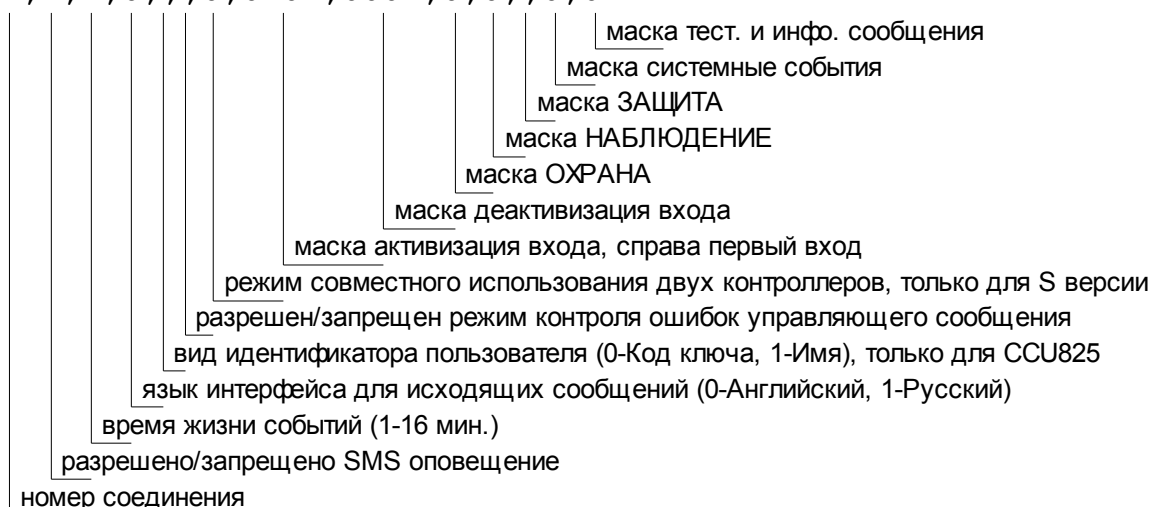 маска тест. и инфо. сообщения
маска системные события
маска ЗАЩИТА
маска НАБЛЮДЕНИЕ
маска ОХРАНА
маска деактивизация входа
маска активизация входа, справа первый вход
режим совместного использования двух контроллеров, только для S версии
разрешен/запрещен режим контроля ошибок управляющего сообщения
вид идентификатора пользователя (0-Код ключа, 1-Имя), только для CCU825
язык интерфейса для исходящих сообщений (0-Английский, 1-Русский)
время жизни событий (1-16 мин.)
разрешено/запрещено SMS оповещение
номер соединения